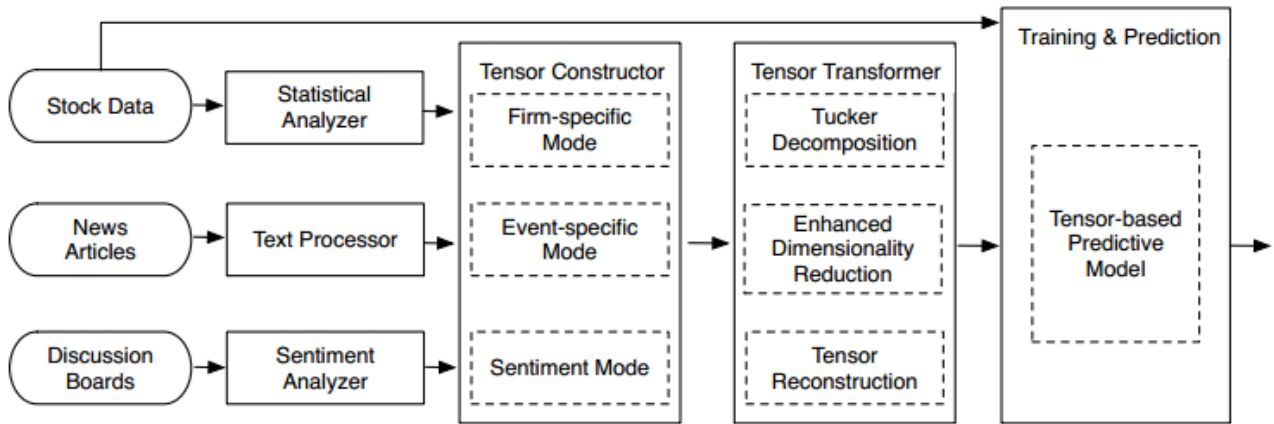 Training & Prediction
Tensor Constructor
Tensor Transformer
Stock Data
Statistical
Analyzer
Firm-specific
Mode
Tucker
Decomposition
News
Articles
Text Processor
Event-specific
Mode
Enhanced
Dimensionality
Reduction
Tensor-based
Predictive
Model
Discussion
Boards
Sentiment
Analyzer
Sentiment Mode
Tensor
Reconstruction